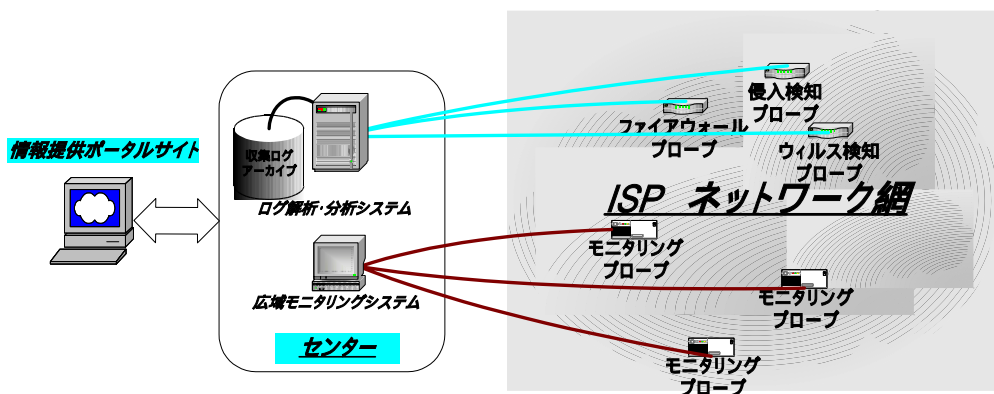 情報提供ポータルサイト
収集ログ
アーカイブ
ログ解析・分析システム
広域モニタリングシステム
センター
侵入検知
プローブ
ファイアウォール
プローブ
ウィルス検知
プローブ
ISP ネットワーク網
モニタリング
プローブ
モニタリング
プローブ
モニタリング
プローブ